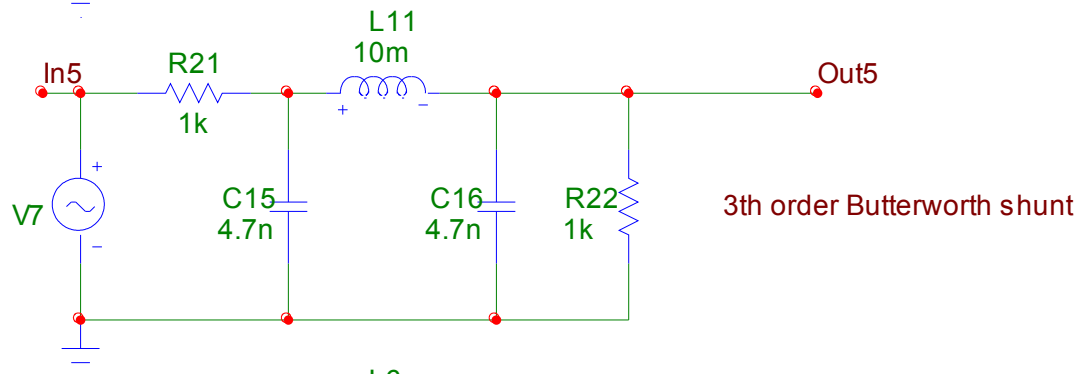 L11
10m
In5
R21
1k
Out5
+
-
V7
+
-
C15
4.7n
C16
4.7n
R22
1k
3th order Butterworth shunt